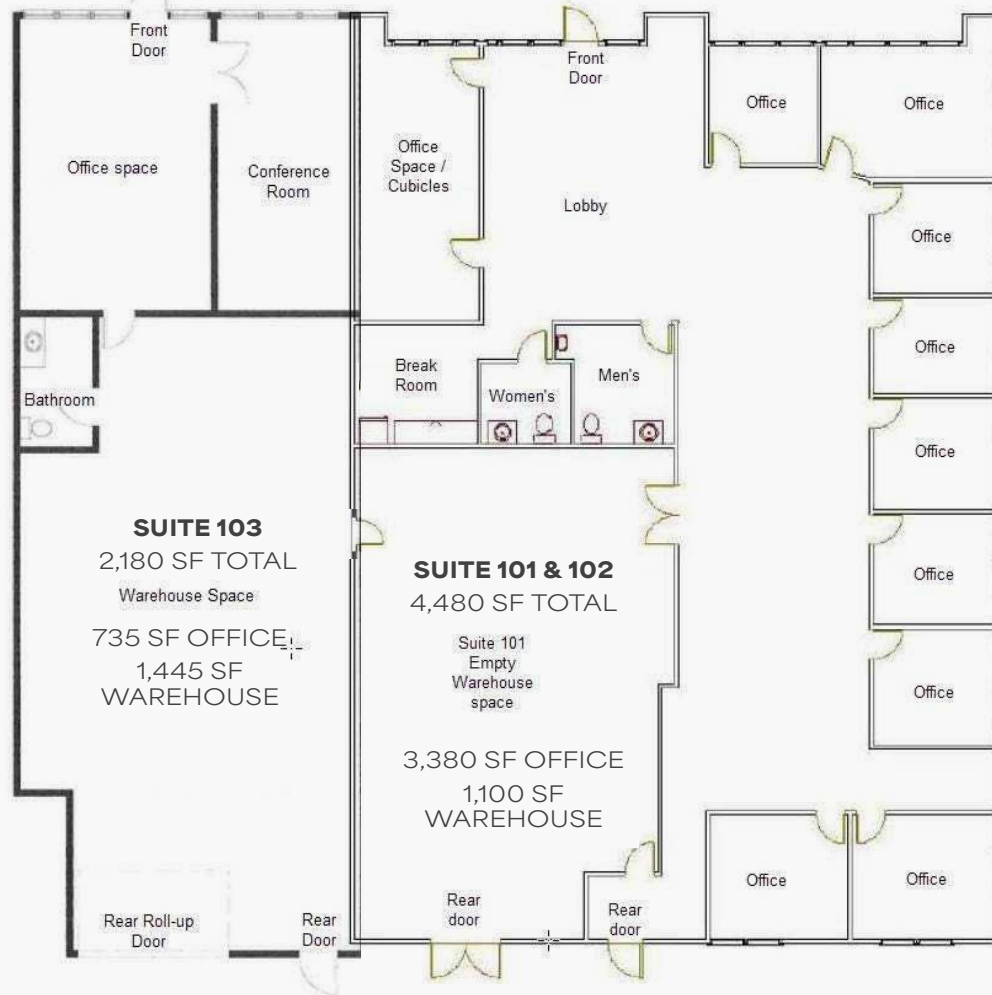 Front
Door
Office space
Conference
Room
Office
Space /
Cubicles
Front
Door
Lobby
Office
Office
Office
Office
Office
Office
Office
Break
Room
Women's
Men's
Bathroom
SUITE 103
2,180 SF TOTAL
Warehouse Space
735 SF OFFICE
1,445 SF
WAREHOUSE
SUITE 101 & 102
4,480 SF TOTAL
Suite 101
Empty
Warehouse
space
3,380 SF OFFICE
1,100 SF
WAREHOUSE
Office
Office
Rear Roll-up
Door
Rear
Door
Rear
door
Rear
door